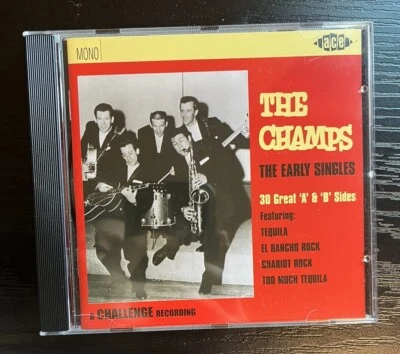 MONO
ace
THE
CHAMPS
THE EARLY SINGLES
30 Great 'A' & 'B' Sides
Featuring:
TEQUILA
EL RANCHO ROCK
CHARIOT ROCK
TOO MUCH TEQUILA
A CHALLENGE RECORDING